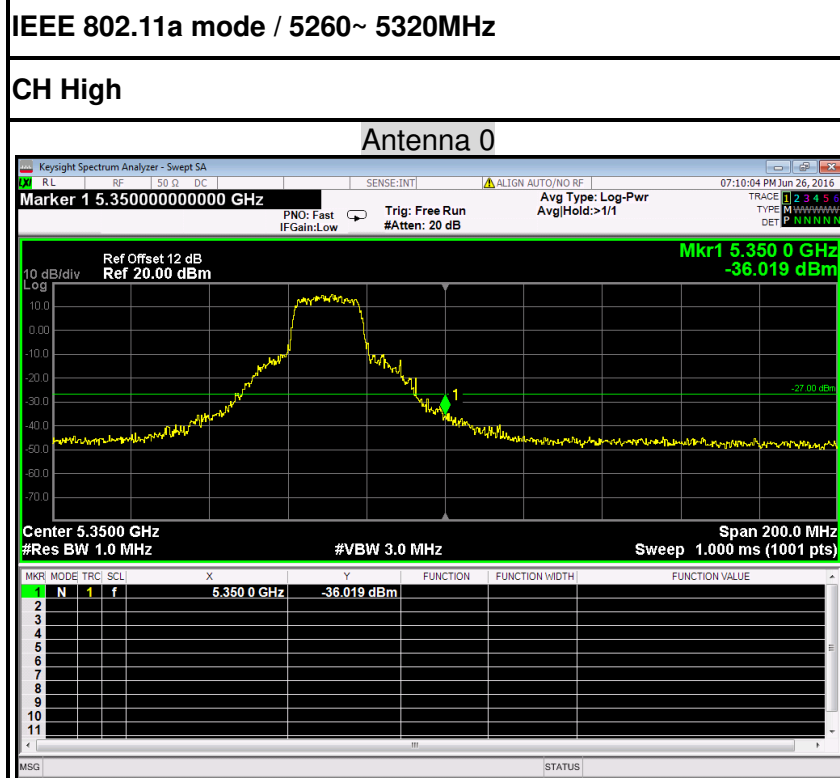 IEEE 802.11a mode / 5260~ 5320MHz
CH High
Antenna 0
Keysight Spectrum Analyzer - Swept SA
RL RF 50 Ω DC SENSE:INT ALIGN AUTO/NO RF 07:10:04 PM Jun 26, 2016
Marker 1 5.350000000000 GHz
PNO: Fast
IFGain:Low
Trig: Free Run
#Atten: 20 dB
Avg Type: Log-Pwr
Avg|Hold:>1/1
TRACE 1 2 3 4 5 6
TYPE M WWWWW
DET P N N N N N
Mkr1 5.350 0 GHz
-36.019 dBm
Ref Offset 12 dB
10 dB/div Ref 20.00 dBm
Log
10.0
0.00
-10.0
-20.0
-27.00 dBm
-30.0
1
-40.0
-50.0
-60.0
-70.0
Center 5.3500 GHz Span 200.0 MHz
#Res BW 1.0 MHz #VBW 3.0 MHz Sweep 1.000 ms (1001 pts)
MKR MODE TRC SCL X Y FUNCTION FUNCTION WIDTH FUNCTION VALUE
1 N 1 f 5.350 0 GHz -36.019 dBm
2
3
4
5
6
7
8
9
10
11
MSG STATUS